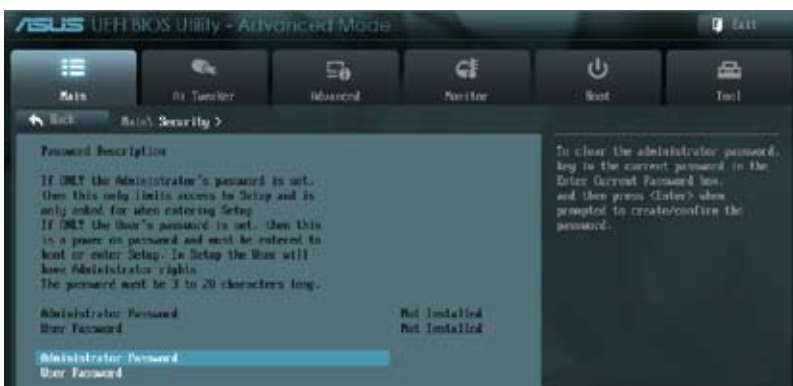 ASUS UEFI BIOS Utility - Advanced Mode
Exit
Main
Ai Tweaker
Advanced
Monitor
Boot
Tool
Back
Main\ Security >
Password Description
If ONLY the Administrator's password is set,
then this only limits access to Setup and is
only asked for when entering Setup
If ONLY the User's password is set, then this
is a power on password and must be entered to
boot or enter Setup. In Setup the User will
have Administrator rights
The password must be 3 to 20 characters long.
Administrator Password Not Installed
User Password Not Installed
Administrator Password
User Password
To clear the administrator password,
key in the current password in the
Enter Current Password box,
and then press <Enter> when
prompted to create/confirm the
password.